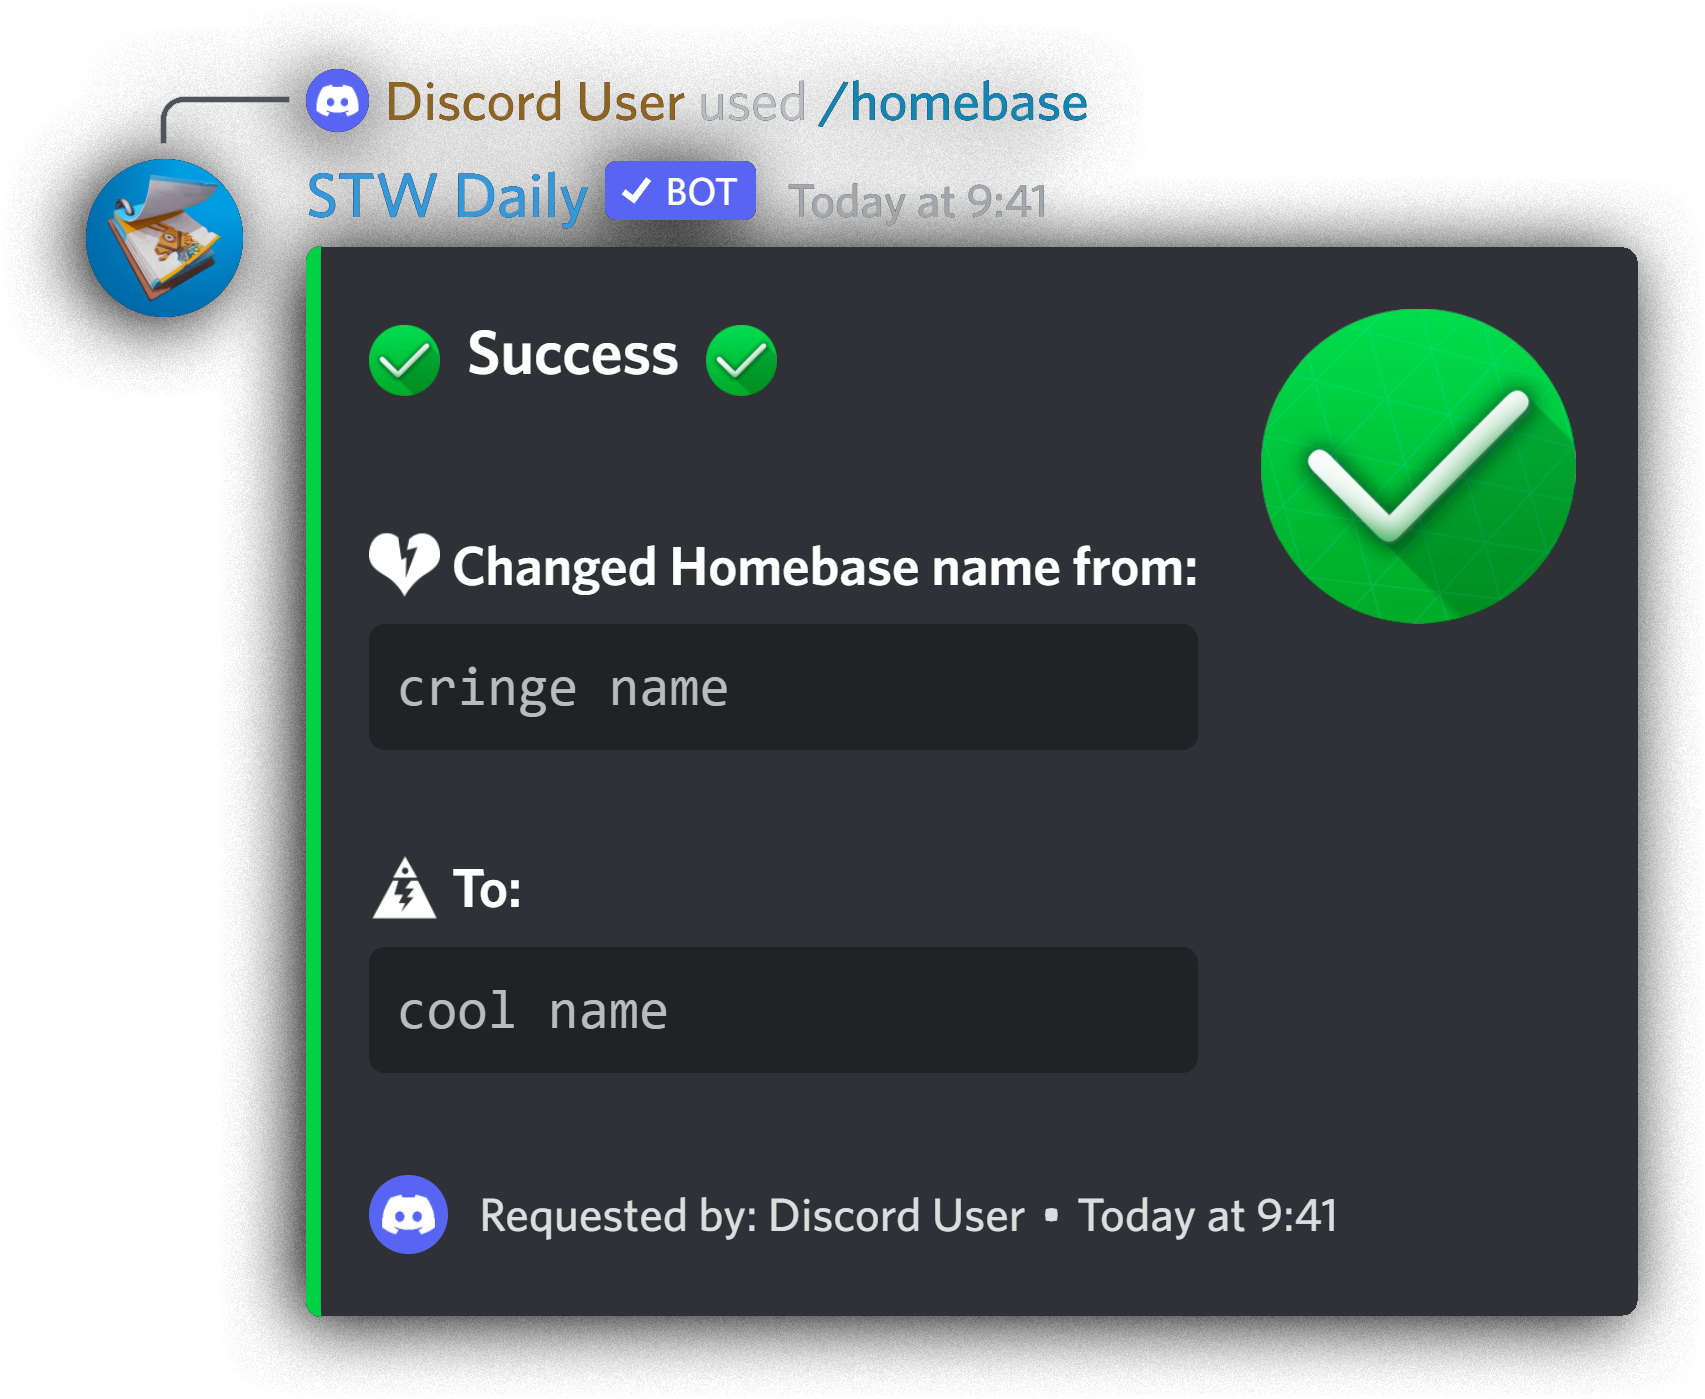 Discord User used /homebase
STW Daily BOT Today at 9:41
Success
Changed Homebase name from:
cringe name
To:
cool name
Requested by: Discord User • Today at 9:41